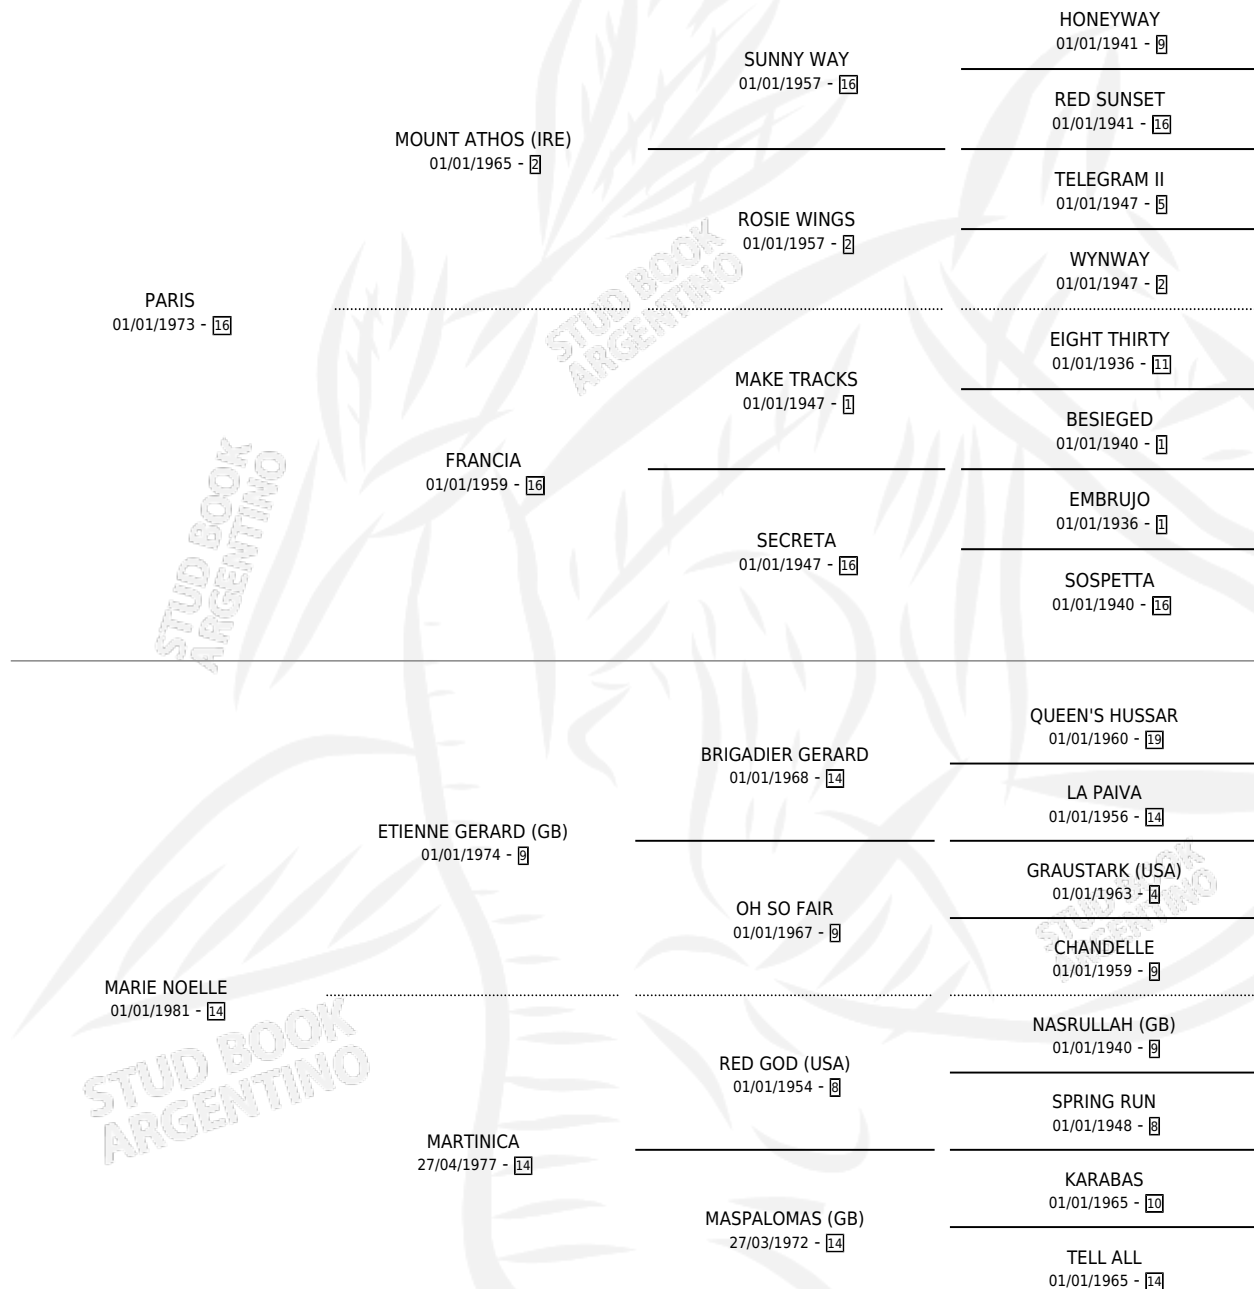 HONEYWAY
01/01/1941 - 9
SUNNY WAY
01/01/1957 - 16
RED SUNSET
01/01/1941 - 16
MOUNT ATHOS (IRE)
01/01/1965 - 2
TELEGRAM II
01/01/1947 - 5
ROSIE WINGS
01/01/1957 - 2
WYNWAY
01/01/1947 - 2
PARIS
01/01/1973 - 16
EIGHT THIRTY
01/01/1936 - 11
MAKE TRACKS
01/01/1947 - 1
BESIEGED
01/01/1940 - 1
FRANCIA
01/01/1959 - 16
EMBRUJO
01/01/1936 - 1
SECRETA
01/01/1947 - 16
SOSPETTA
01/01/1940 - 16
QUEEN'S HUSSAR
01/01/1960 - 19
BRIGADIER GERARD
01/01/1968 - 14
LA PAIVA
01/01/1956 - 14
ETIENNE GERARD (GB)
01/01/1974 - 9
GRAUSTARK (USA)
01/01/1963 - 4
OH SO FAIR
01/01/1967 - 9
CHANDELLE
01/01/1959 - 9
MARIE NOELLE
01/01/1981 - 14
NASRULLAH (GB)
01/01/1940 - 9
RED GOD (USA)
01/01/1954 - 8
SPRING RUN
01/01/1948 - 8
MARTINICA
27/04/1977 - 14
KARABAS
01/01/1965 - 10
MASPALOMAS (GB)
27/03/1972 - 14
TELL ALL
01/01/1965 - 14
STUD BOOK
ARGENTINO
STUD BOOK
ARGENTINO
STUD BOOK
ARGENTINO
STUD BOOK
ARGENTINO